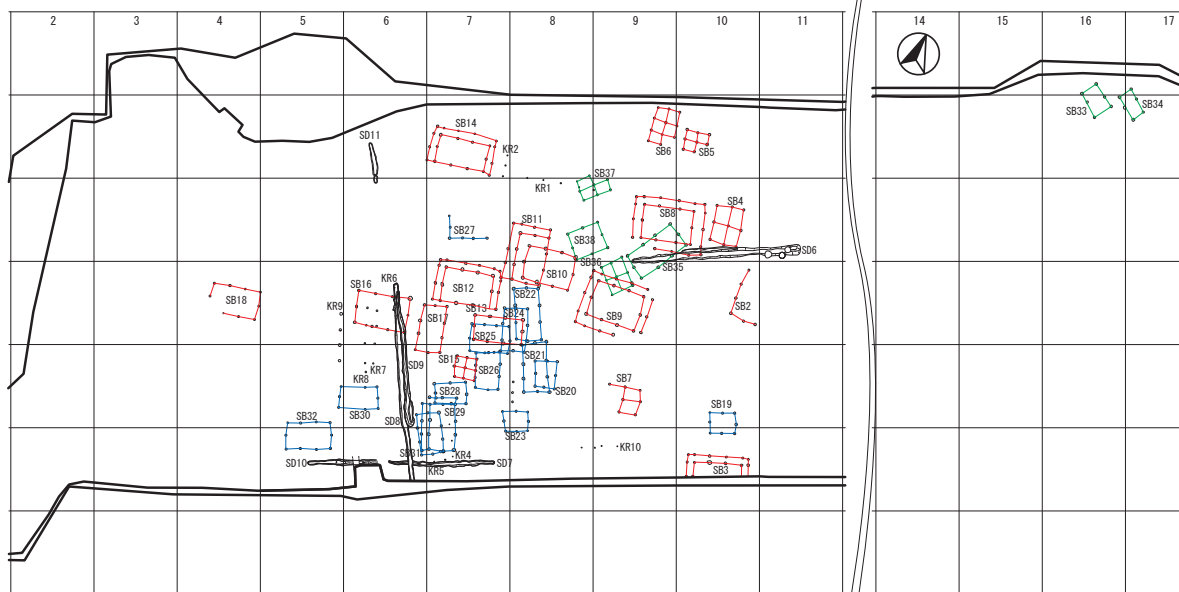 2 3 4 5 6 7 8 9 10 11 14 15 16 17
SB33 SB34
SD11 SB14 KR2 SB6 SB5
KR1 SB37
SB27 SB11 SB38 SB8 SB4
SB10 SB36 SB35 SD6
SB18 SB16 KR6 SB12 SB22
KR9 SB17 SB13 SB24 SB9 SB2
SB25
SD9 SB15 SB26 SB21
KR7 SB20
KR8 SB28 SB7
SB30 SB29 SB19
SB32 SD8 SB23
SB31 KR4 KR10
SD10 KR5 SD7 SB3